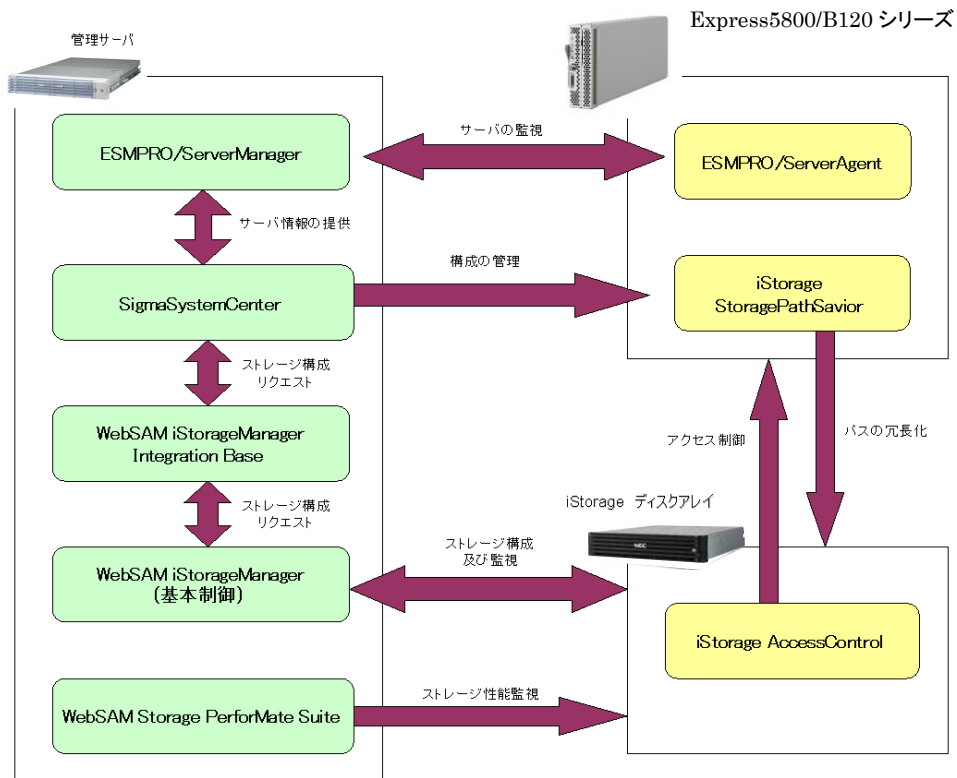 Express5800/B120 シリーズ
管理サーバ
ESMPRO/ServerManager
サーバの監視
ESMPRO/ServerAgent
サーバ情報の提供
構成の管理
SigmaSystemCenter
iStorage
StoragePathSavior
ストレージ構成
リクエスト
アクセス制御
パスの冗長化
WebSAM iStorageManager
Integration Base
ストレージ構成
リクエスト
iStorage ディスクアレイ
NEC
ストレージ構成
及び監視
WebSAM iStorageManager
(基本制御)
iStorage AccessControl
ストレージ性能監視
WebSAM Storage PerforMate Suite